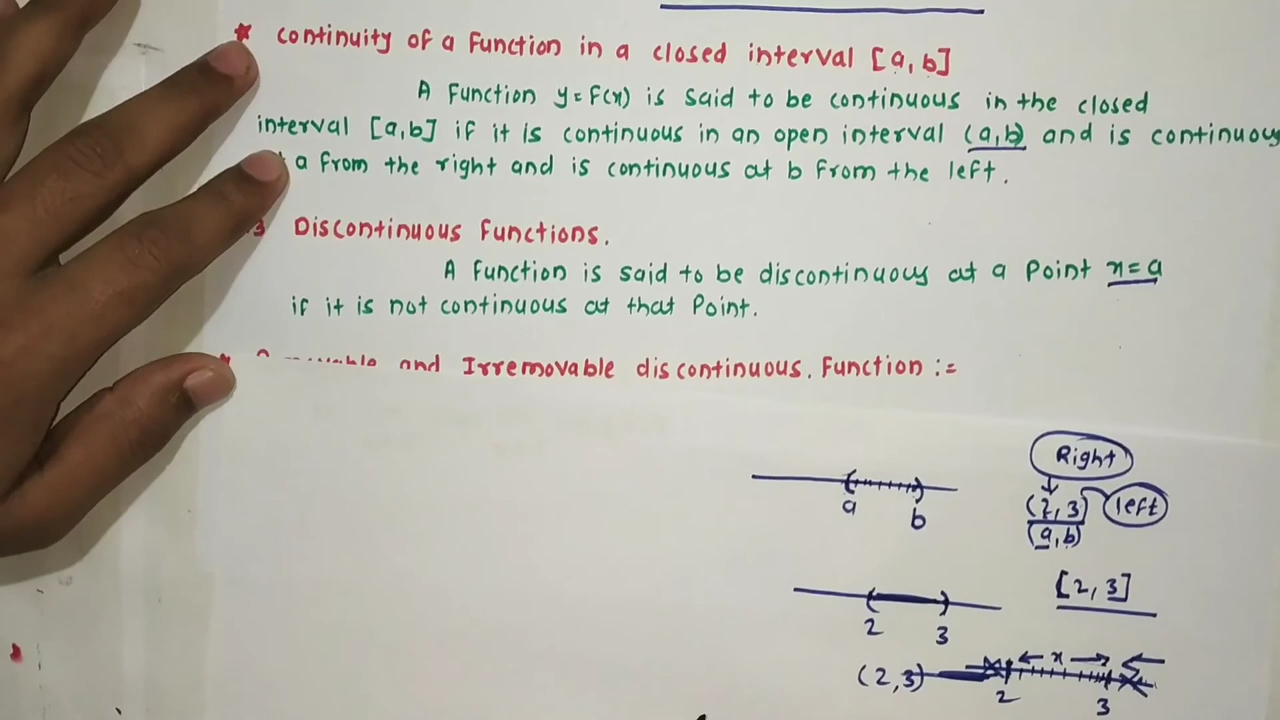 * continuity of a Function in a closed interval [a, b]
A Function y = F(x) is said to be continuous in the closed
interval [a,b] if it is continuous in an open interval (a,b) and is continuous
a from the right and is continuous at b from the left.
3 Discontinuous Functions.
A Function is said to be discontinuous at a Point x=a
if it is not continuous at that Point.
and Irremovable discontinuous. Function :=
Right
(2, 3) left
(a,b)
a b
[2, 3]
2 3
(2,3) x
2 3